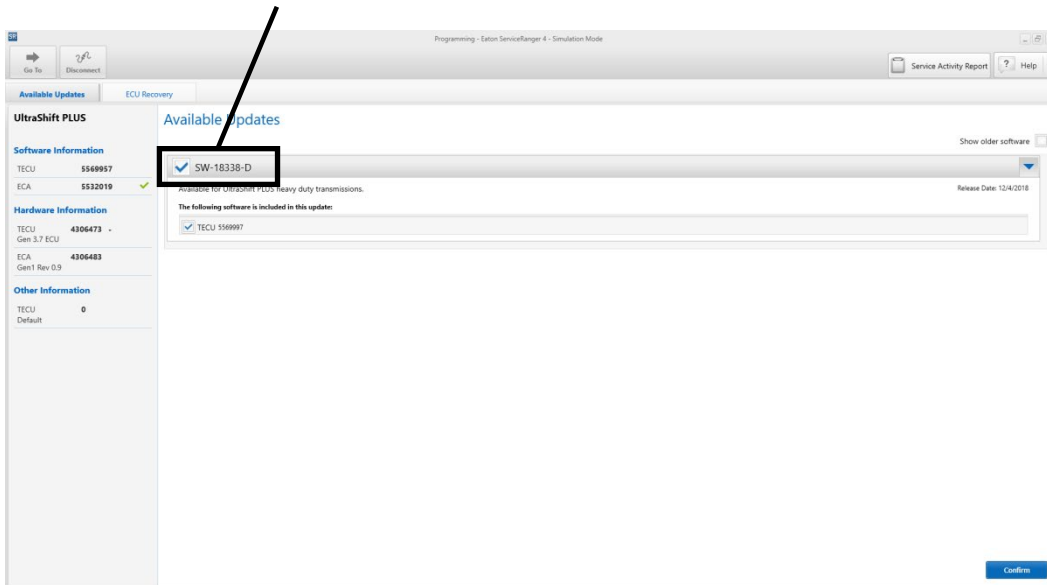 SR
Programming - Eaton ServiceRanger 4 - Simulation Mode
Go To
Disconnect
Service Activity Report
? Help
Available Updates
ECU Recovery
UltraShift PLUS
Available Updates
Show older software
Software Information
SW-18338-D
TECU 5569957
ECA 5532019
Available for UltraShift PLUS heavy duty transmissions.
Release Date: 12/4/2018
Hardware Information
The following software is included in this update:
TECU 4306473 -
Gen 3.7 ECU
TECU 5569997
ECA 4306483
Gen1 Rev 0.9
Other Information
TECU 0
Default
Confirm